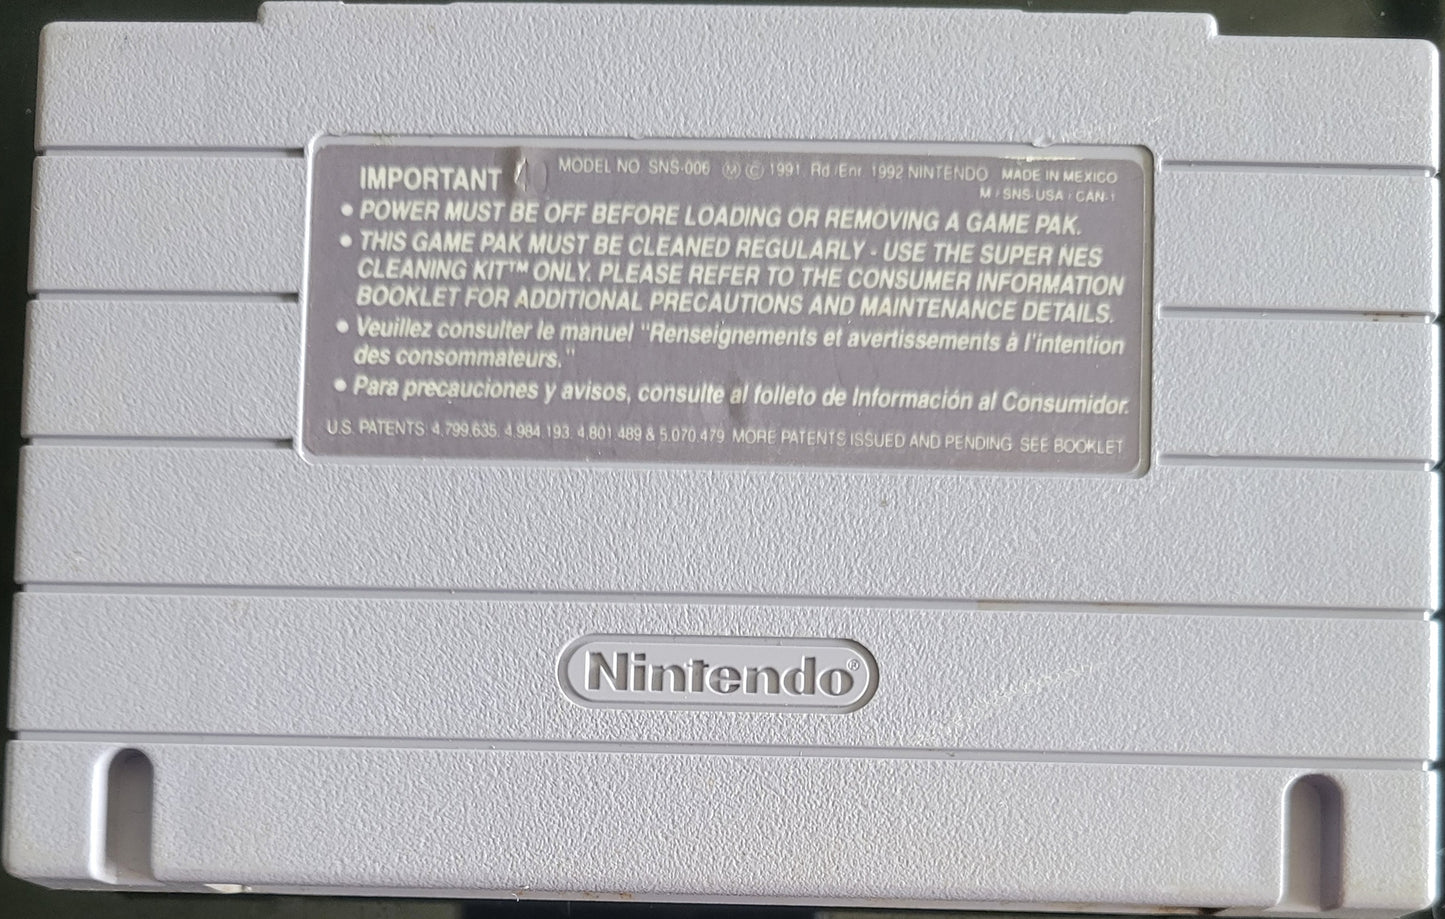 IMPORTANT MODEL NO. SNS-006 Ⓜ © 1991, Rd/Enr. 1992 NINTENDO MADE IN MEXICO
M/SNS-USA/CAN-1
• POWER MUST BE OFF BEFORE LOADING OR REMOVING A GAME PAK.
• THIS GAME PAK MUST BE CLEANED REGULARLY - USE THE SUPER NES
CLEANING KIT™ ONLY. PLEASE REFER TO THE CONSUMER INFORMATION
BOOKLET FOR ADDITIONAL PRECAUTIONS AND MAINTENANCE DETAILS.
• Veuillez consulter le manuel "Renseignements et avertissements à l'intention
des consommateurs."
• Para precauciones y avisos, consulte al folleto de Información al Consumidor.
U.S. PATENTS 4,799,635, 4,984,193, 4,801,489 & 5,070,479 MORE PATENTS ISSUED AND PENDING SEE BOOKLET
Nintendo®